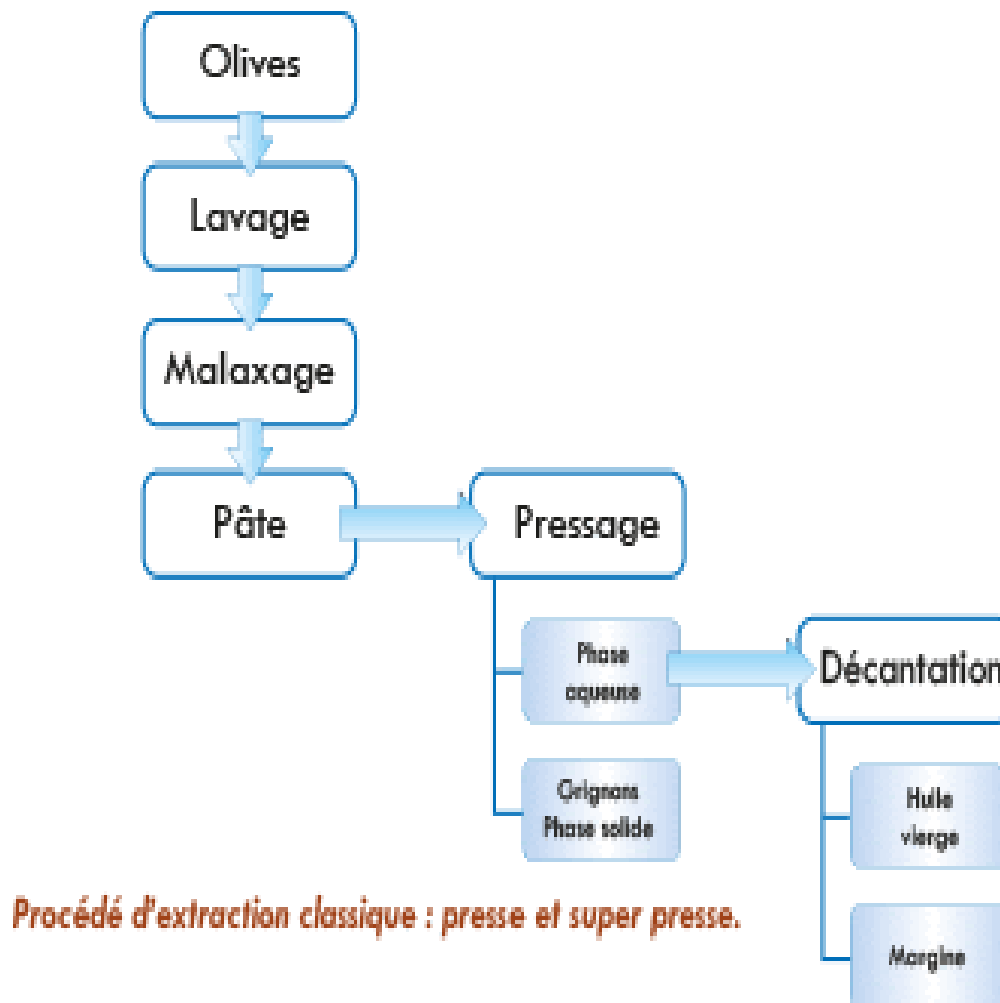 Olives
Lavage
Malaxage
Pâte
Pressage
Phase
aqueuse
Décantation
Grignons
Phase solide
Huile
vierge
Margine
Procédé d'extraction classique : presse et super presse.